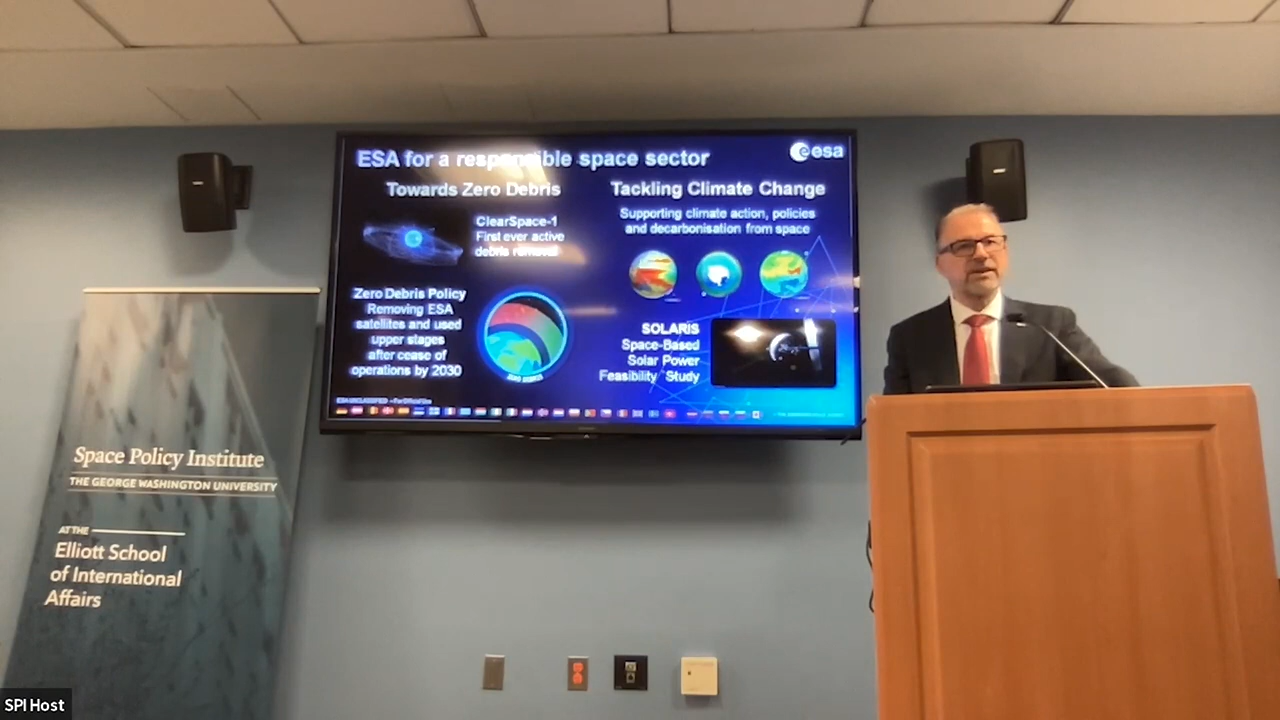 ESA for a responsible space sector
esa
Towards Zero Debris
ClearSpace-1
First ever active
debris removal
Zero Debris Policy
Removing ESA
satellites and used
upper stages
after cease of
operations by 2030
ZERO DEBRIS
Tackling Climate Change
Supporting climate action, policies
and decarbonisation from space
SOLARIS
Space-Based
Solar Power
Feasibility Study
Space Policy Institute
THE GEORGE WASHINGTON UNIVERSITY
AT THE
Elliott School
of International
Affairs
SPI Host